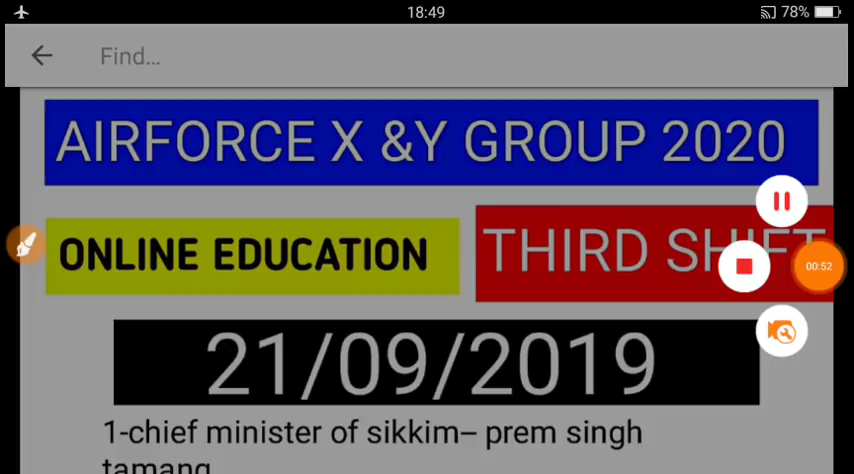 18:49
78%
Find...
AIRFORCE X &Y GROUP 2020
ONLINE EDUCATION
THIRD SHIFT
00:52
21/09/2019
1-chief minister of sikkim– prem singh
tamang